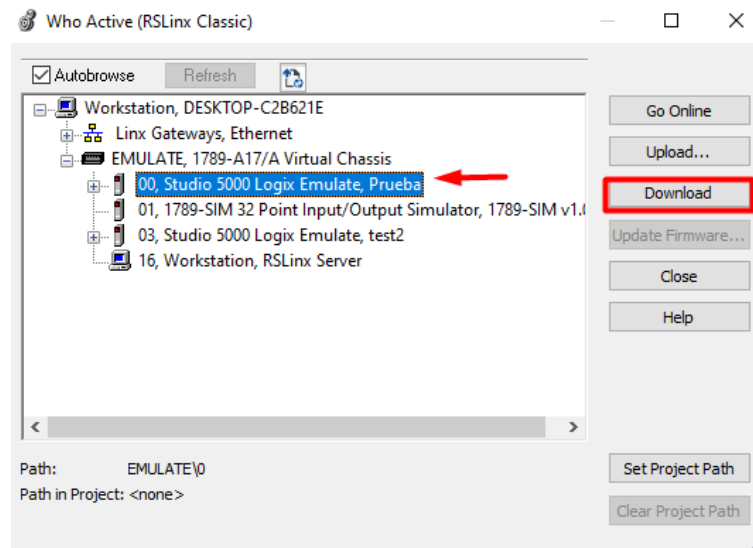 Who Active (RSLinx Classic)
Autobrowse Refresh
Workstation, DESKTOP-C2B621E
Linx Gateways, Ethernet
EMULATE, 1789-A17/A Virtual Chassis
00, Studio 5000 Logix Emulate, Prueba
01, 1789-SIM 32 Point Input/Output Simulator, 1789-SIM v1.
03, Studio 5000 Logix Emulate, test2
16, Workstation, RSLinx Server
Go Online
Upload...
Download
Update Firmware...
Close
Help
Path: EMULATE\0
Path in Project: <none>
Set Project Path
Clear Project Path